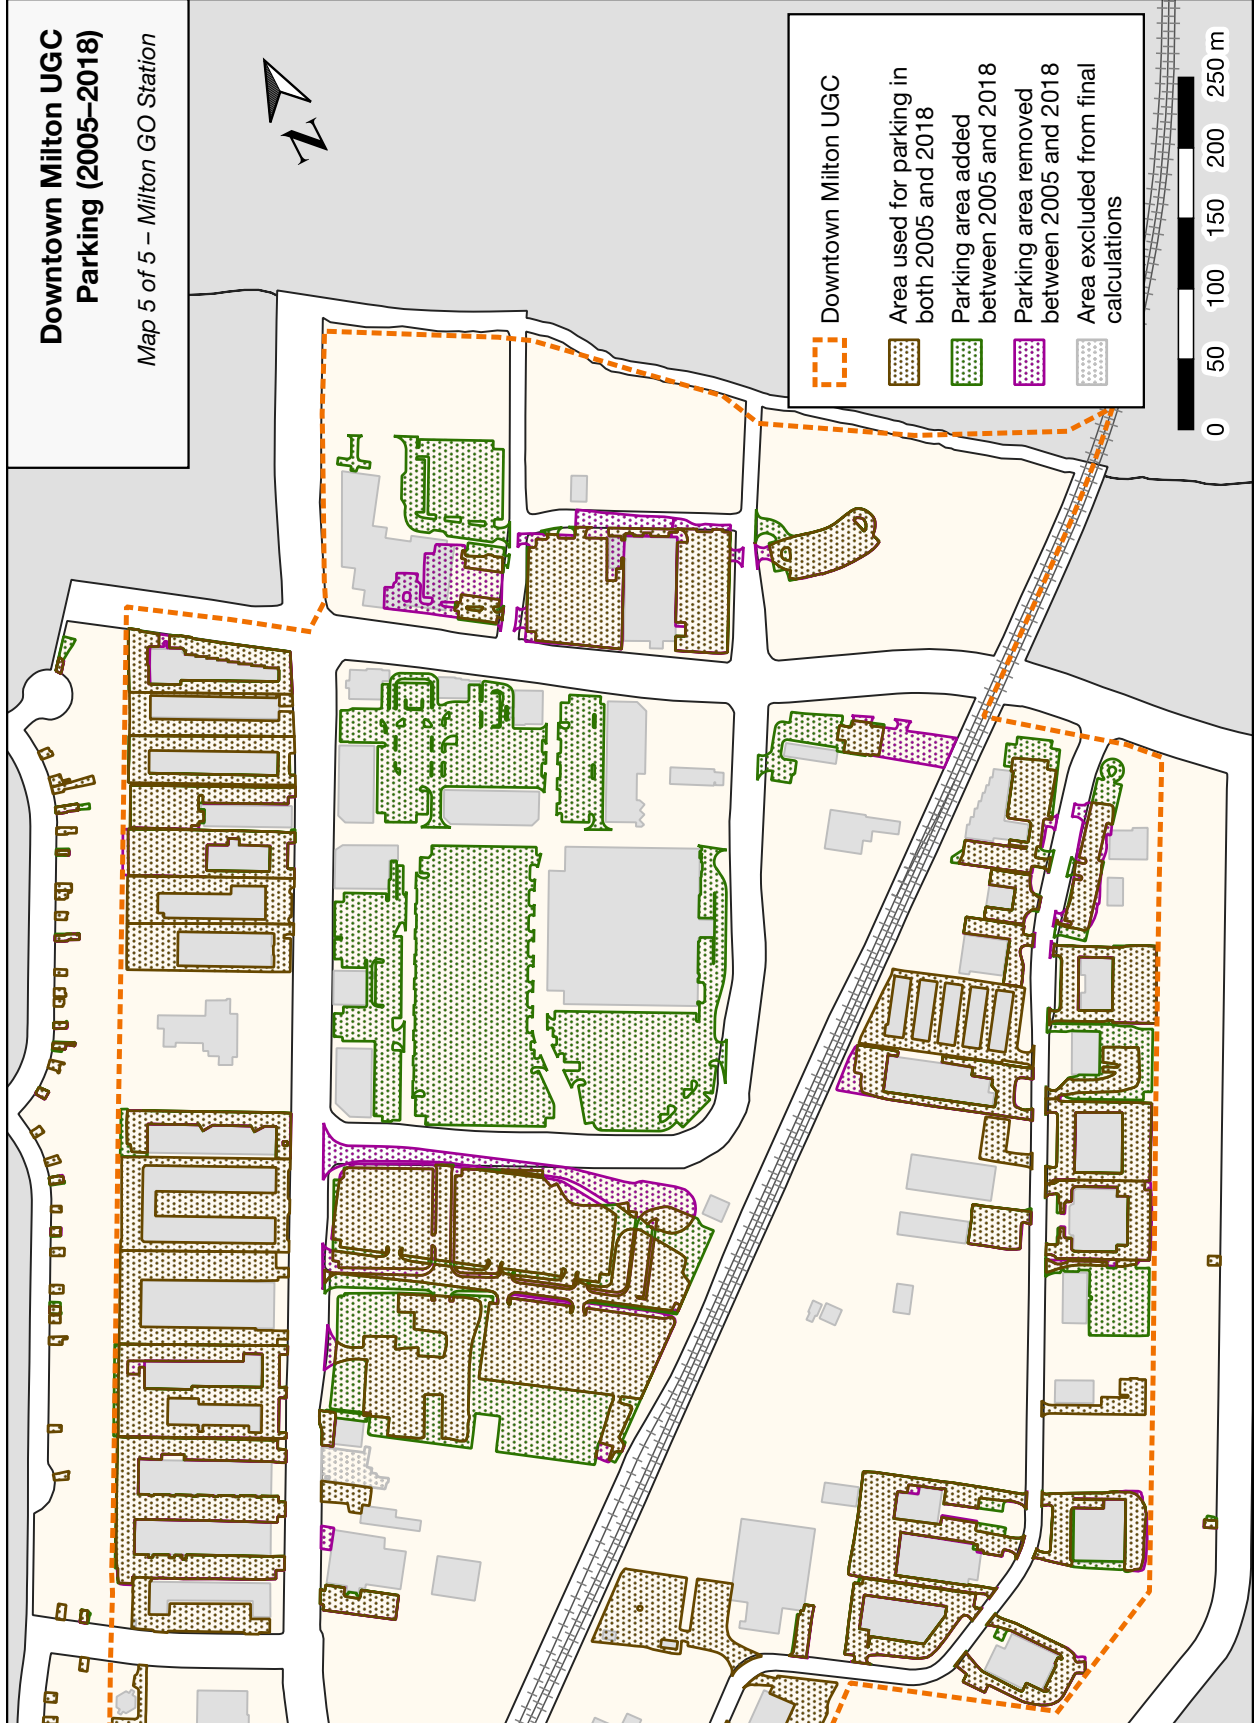 Downtown Milton UGC
Parking (2005–2018)
Map 5 of 5 – Milton GO Station
N
Downtown Milton UGC
Area used for parking in
both 2005 and 2018
Parking area added
between 2005 and 2018
Parking area removed
between 2005 and 2018
Area excluded from final
calculations
0 50 100 150 200 250 m